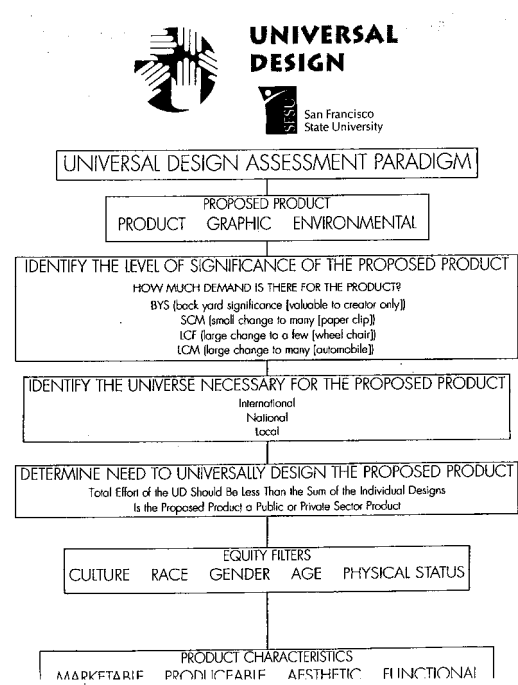 UNIVERSAL
DESIGN
SFSU
San Francisco
State University
UNIVERSAL DESIGN ASSESSMENT PARADIGM
PROPOSED PRODUCT
PRODUCT GRAPHIC ENVIRONMENTAL
IDENTIFY THE LEVEL OF SIGNIFICANCE OF THE PROPOSED PRODUCT
HOW MUCH DEMAND IS THERE FOR THE PRODUCT?
BYS (back yard significance [valuable to creator only])
SCM (small change to many [paper clip])
LCF (large change to a few [wheel chair])
LCM (large change to many [automobile])
IDENTIFY THE UNIVERSE NECESSARY FOR THE PROPOSED PRODUCT
International
National
Local
DETERMINE NEED TO UNIVERSALLY DESIGN THE PROPOSED PRODUCT
Total Effort of the UD Should Be Less Than the Sum of the Individual Designs
Is the Proposed Product a Public or Private Sector Product
EQUITY FILTERS
CULTURE RACE GENDER AGE PHYSICAL STATUS
PRODUCT CHARACTERISTICS
MARKETABLE PRODUCEABLE AESTHETIC FUNCTIONAL